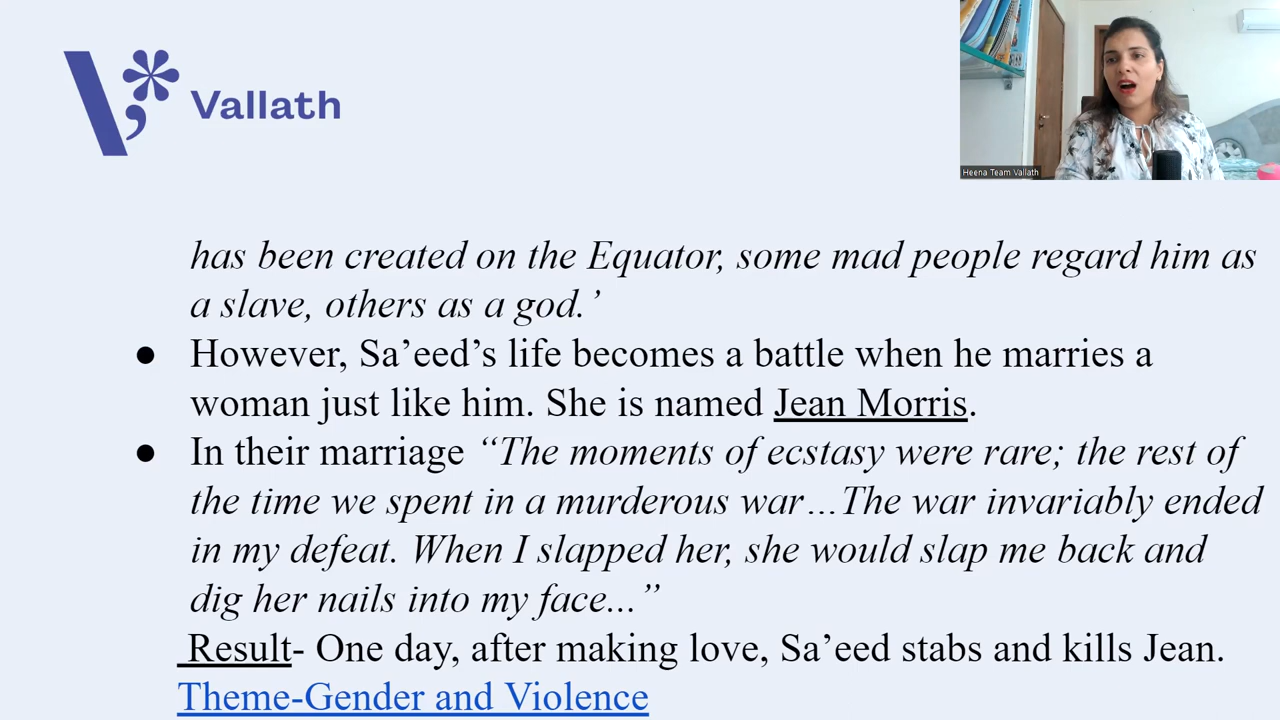 Vallath
Heena Team Vallath
has been created on the Equator, some mad people regard him as
a slave, others as a god.’
● However, Sa’eed’s life becomes a battle when he marries a
woman just like him. She is named Jean Morris.
● In their marriage “The moments of ecstasy were rare; the rest of
the time we spent in a murderous war…The war invariably ended
in my defeat. When I slapped her, she would slap me back and
dig her nails into my face...”
Result- One day, after making love, Sa’eed stabs and kills Jean.
Theme-Gender and Violence